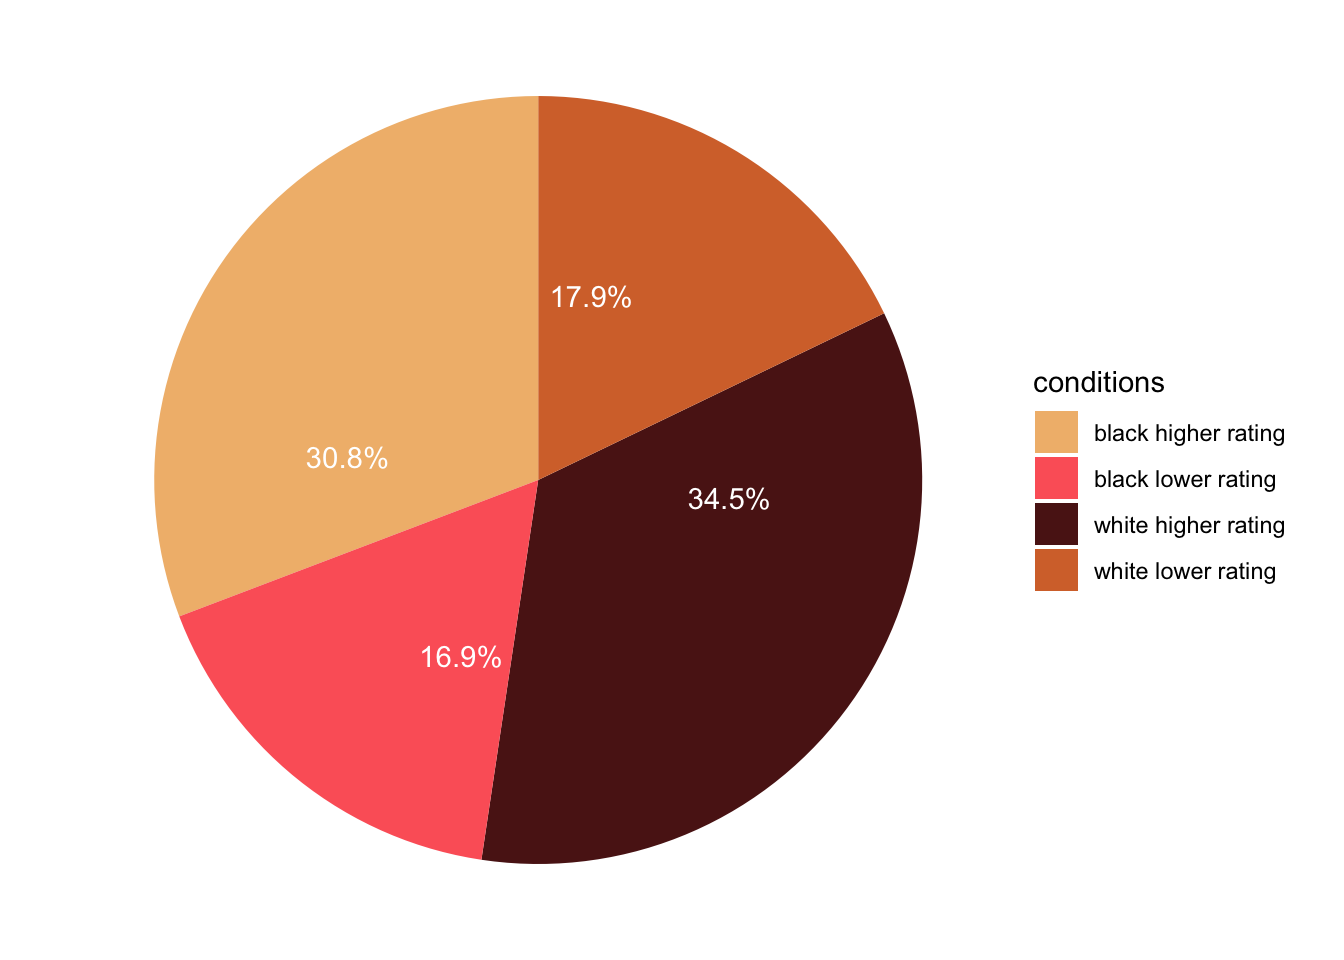 17.9%
30.8%
34.5%
16.9%
conditions
black higher rating
black lower rating
white higher rating
white lower rating